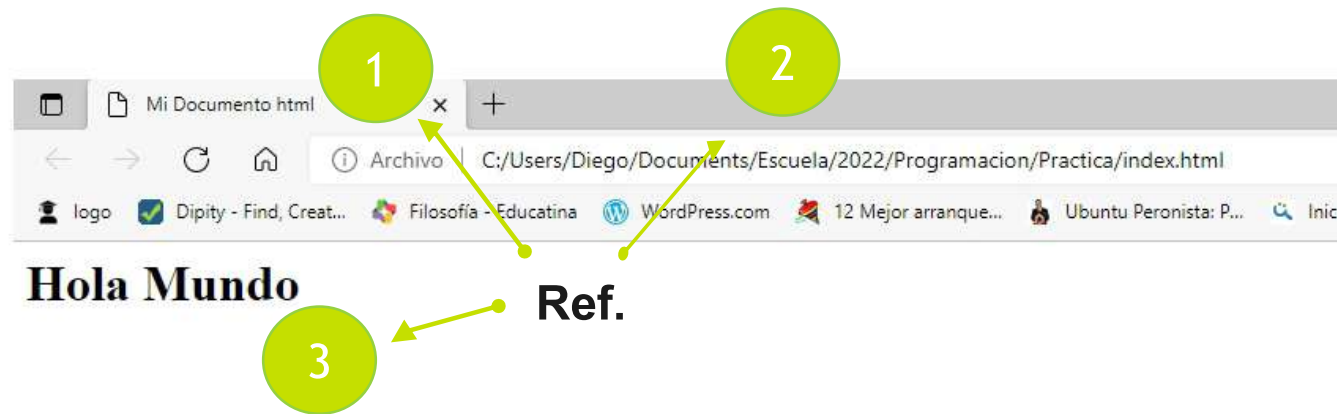 1
2
Mi Documento html
Archivo | C:/Users/Diego/Documents/Escuela/2022/Programacion/Practica/index.html
logo Dipity - Find, Creat... Filosofía - Educatina WordPress.com 12 Mejor arranque... Ubuntu Peronista: P... Inic
Hola Mundo
Ref.
3